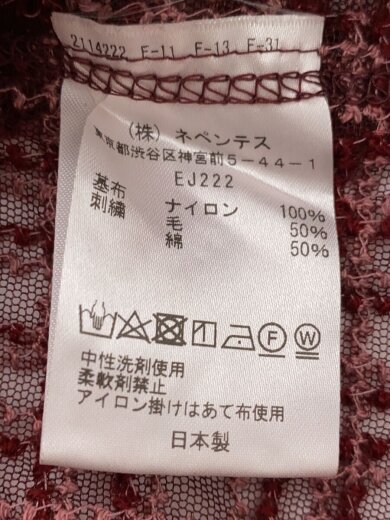 2114222 F-11 F-13 F-31
(株) ネペンテス
東京都渋谷区神宮前5-44-1
EJ222
基布 ナイロン 100%
刺繍 毛 50%
綿 50%
F
W
中性洗剤使用
柔軟剤禁止
アイロン掛けはあて布使用
日本製